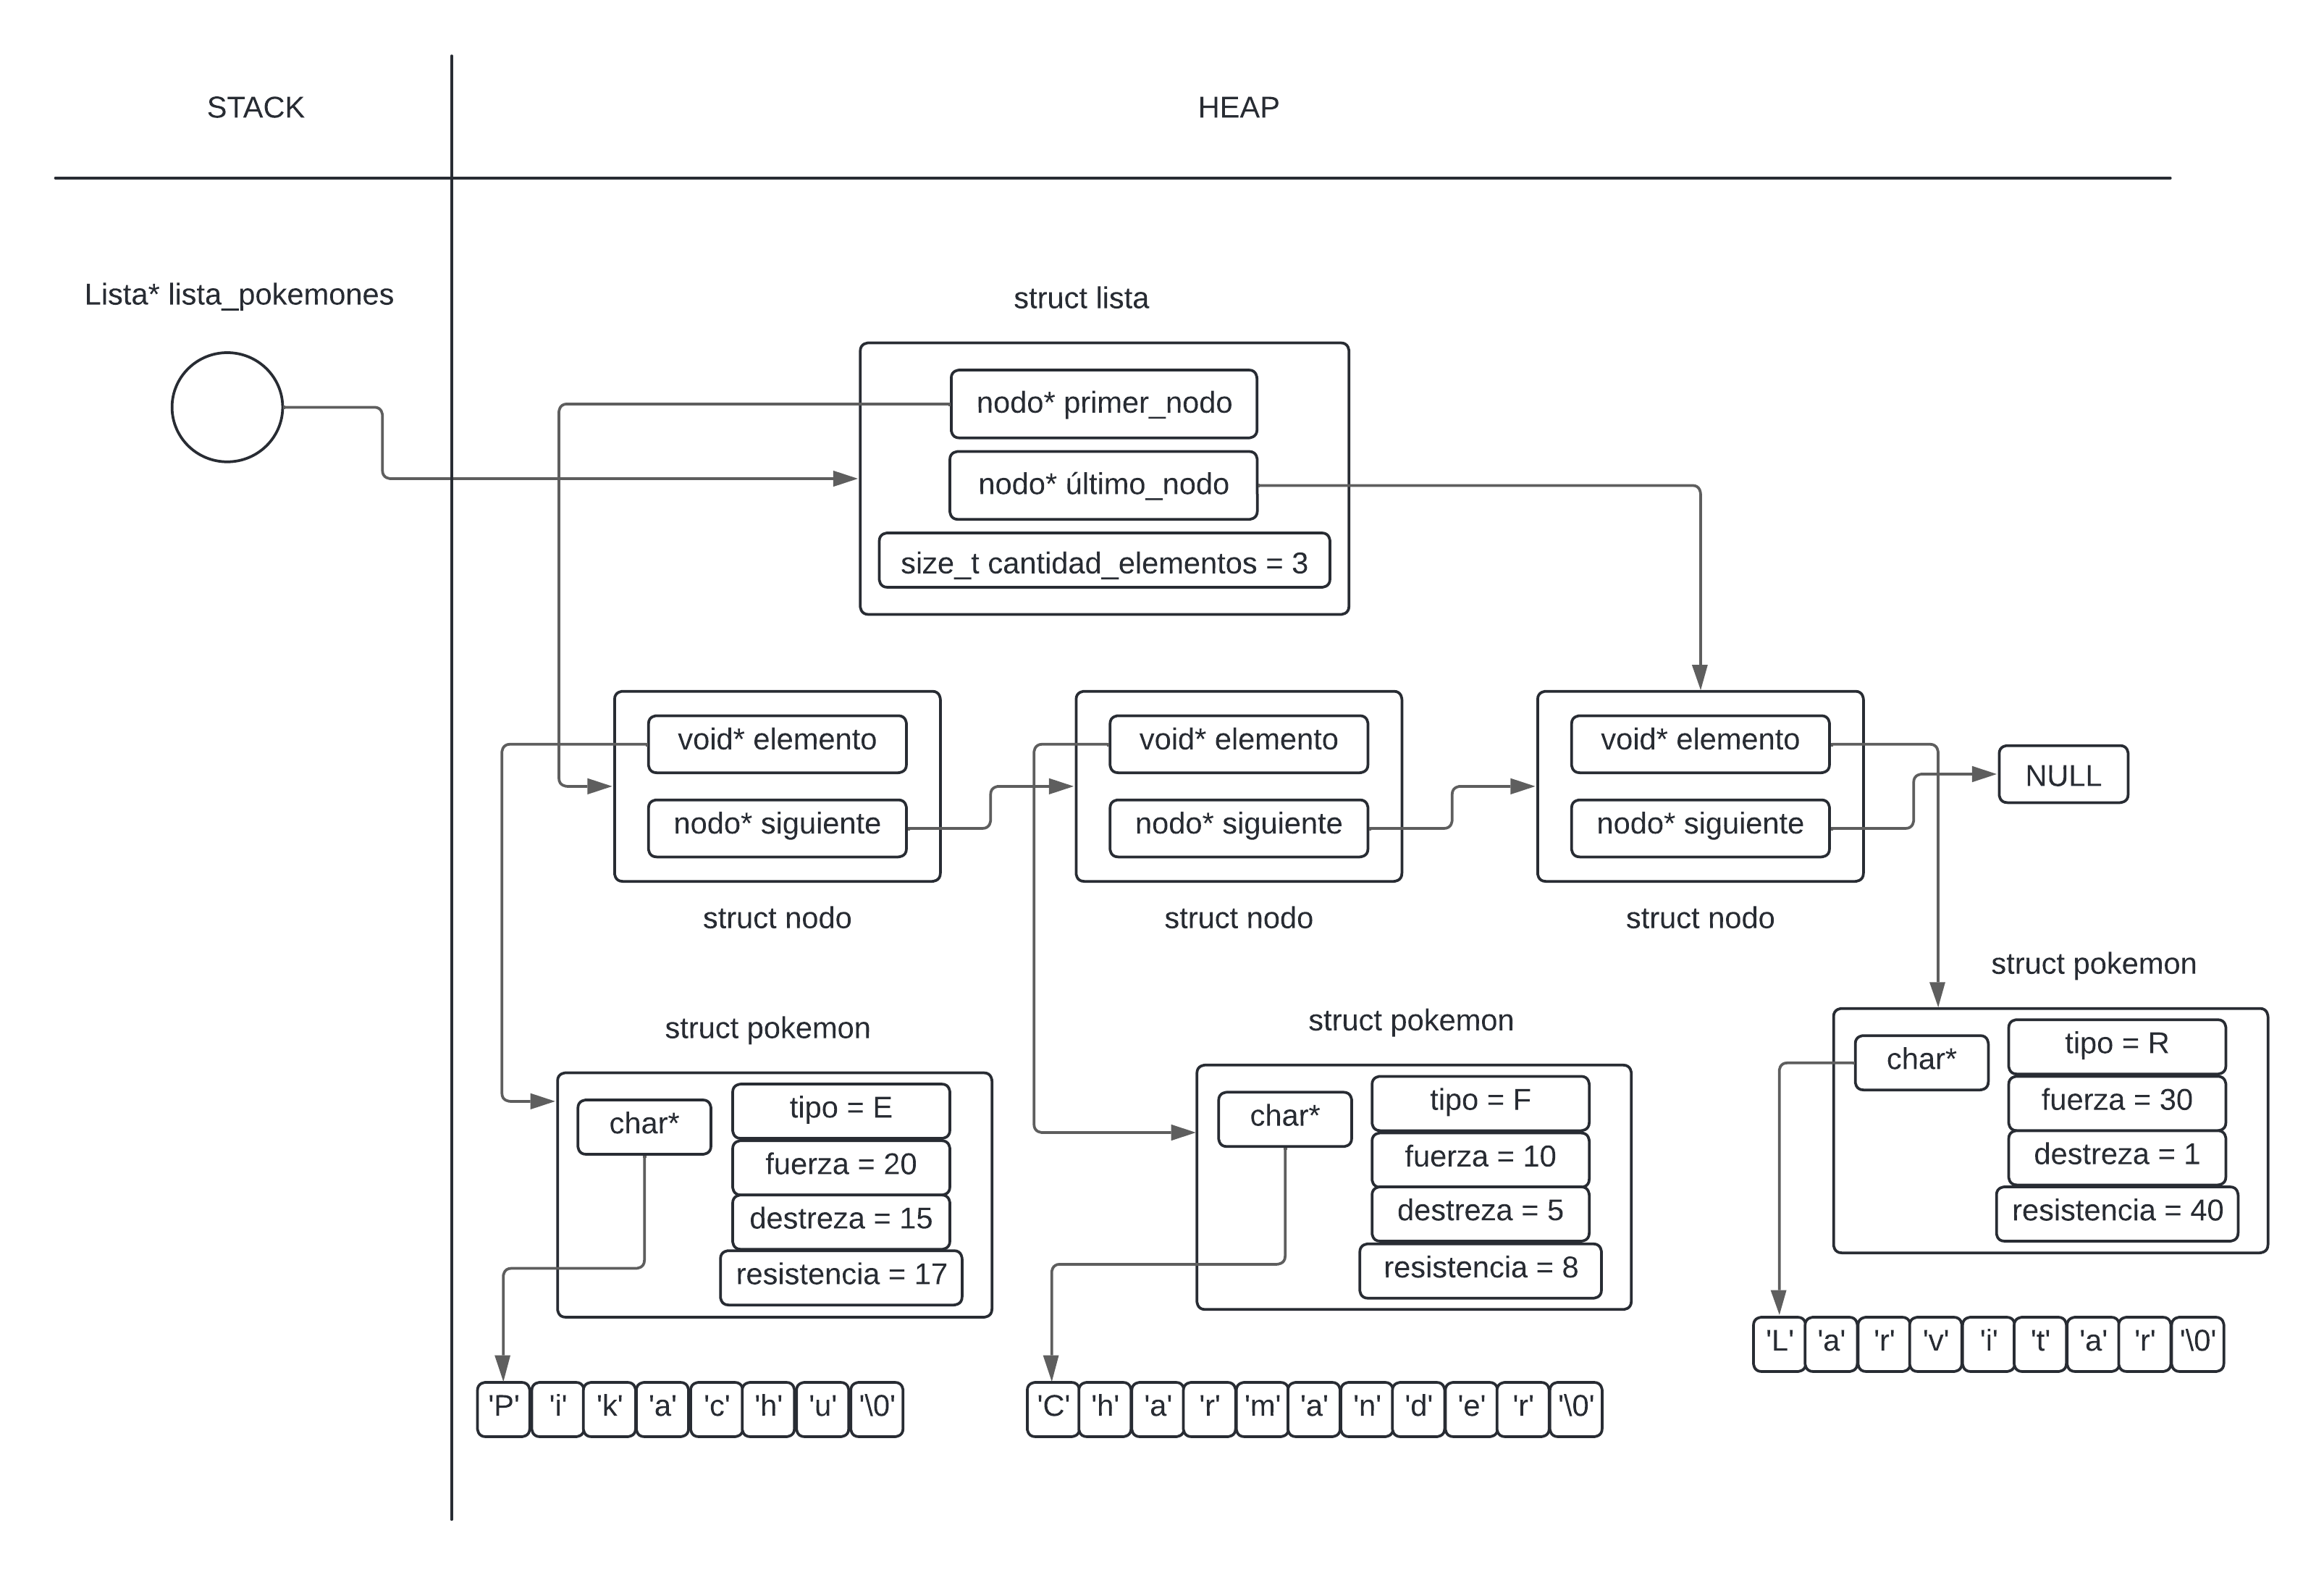 STACK
HEAP
Lista* lista_pokemones
struct lista
nodo* primer_nodo
nodo* último_nodo
size_t cantidad_elementos = 3
void* elemento
nodo* siguiente
struct nodo
void* elemento
nodo* siguiente
struct nodo
void* elemento
nodo* siguiente
struct nodo
NULL
struct pokemon
char*
tipo = E
fuerza = 20
destreza = 15
resistencia = 17
'P' 'i' 'k' 'a' 'c' 'h' 'u' '\0'
struct pokemon
char*
tipo = F
fuerza = 10
destreza = 5
resistencia = 8
'C' 'h' 'a' 'r' 'm' 'a' 'n' 'd' 'e' 'r' '\0'
struct pokemon
char*
tipo = R
fuerza = 30
destreza = 1
resistencia = 40
'L' 'a' 'r' 'v' 'i' 't' 'a' 'r' '\0'